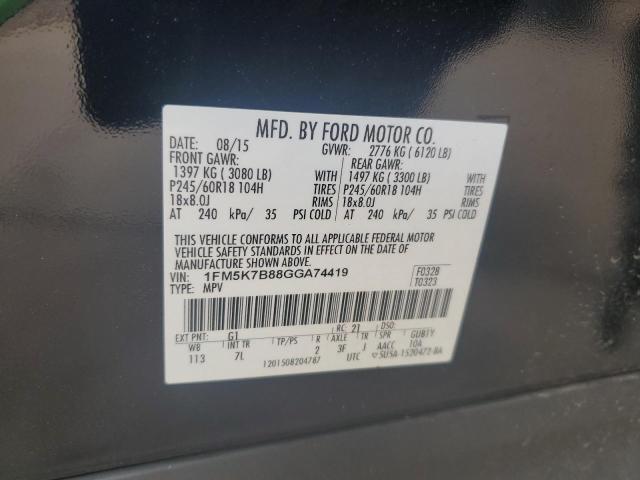 MFD. BY FORD MOTOR CO.
DATE: 08/15 GVWR: 2776 KG ( 6120 LB)
FRONT GAWR: REAR GAWR:
1397 KG ( 3080 LB) WITH 1497 KG ( 3300 LB) WITH
P245/60R18 104H TIRES P245/60R18 104H TIRES
18x8.0J RIMS 18x8.0J RIMS
AT 240 kPa/ 35 PSI COLD AT 240 kPa/ 35 PSI COLD
THIS VEHICLE CONFORMS TO ALL APPLICABLE FEDERAL MOTOR
VEHICLE SAFETY STANDARDS IN EFFECT ON THE DATE OF
MANUFACTURE SHOWN ABOVE.
VIN: 1FM5K7B88GGA74419 F0328
TYPE: MPV T0323
EXT PNT: G1 RC: 21 DSO:
WB INT TR TP/PS R AXLE TR SPR
113 7L 2 3F J AACC 10A
1201508204787 UTC SU5A-1520472-BA